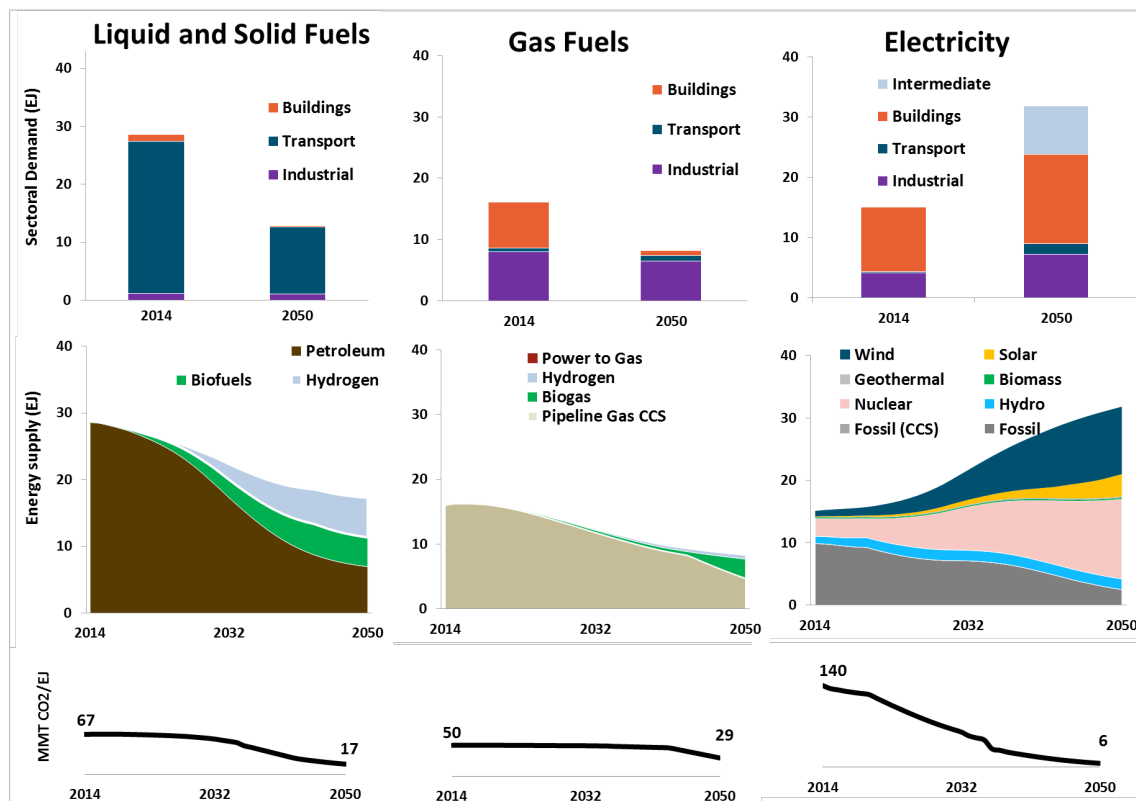 Liquid and Solid Fuels
Sectoral Demand (EJ)
40
30
20
10
0
Buildings
Transport
Industrial
2014 2050
Gas Fuels
40
30
20
10
0
Buildings
Transport
Industrial
2014 2050
Electricity
40
30
20
10
0
Intermediate
Buildings
Transport
Industrial
2014 2050
Energy supply (EJ)
40
30
20
10
0
Petroleum
Biofuels Hydrogen
2014 2032 2050
40
30
20
10
0
Power to Gas
Hydrogen
Biogas
Pipeline Gas CCS
2014 2032 2050
40
30
20
10
0
Wind Solar
Geothermal Biomass
Nuclear Hydro
Fossil (CCS) Fossil
2014 2032 2050
MMT CO2/EJ
67 17
2014 2032 2050
50 29
2014 2032 2050
140 6
2014 2032 2050